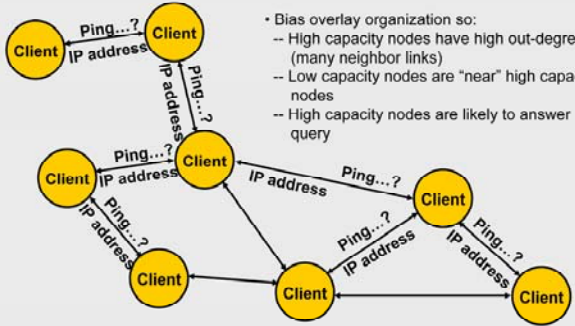 • Bias overlay organization so:
-- High capacity nodes have high out-degre
(many neighbor links)
-- Low capacity nodes are “near” high capa
nodes
-- High capacity nodes are likely to answer
query
Ping...?
Client
Client
IP address
Ping....?
IP address
Ping...?
Client
Client
IP address
Ping...?
IP address
Client
Ping...?
IP address
Ping...?
IP address
Client
Ping...?
IP address
Client
Client
Client